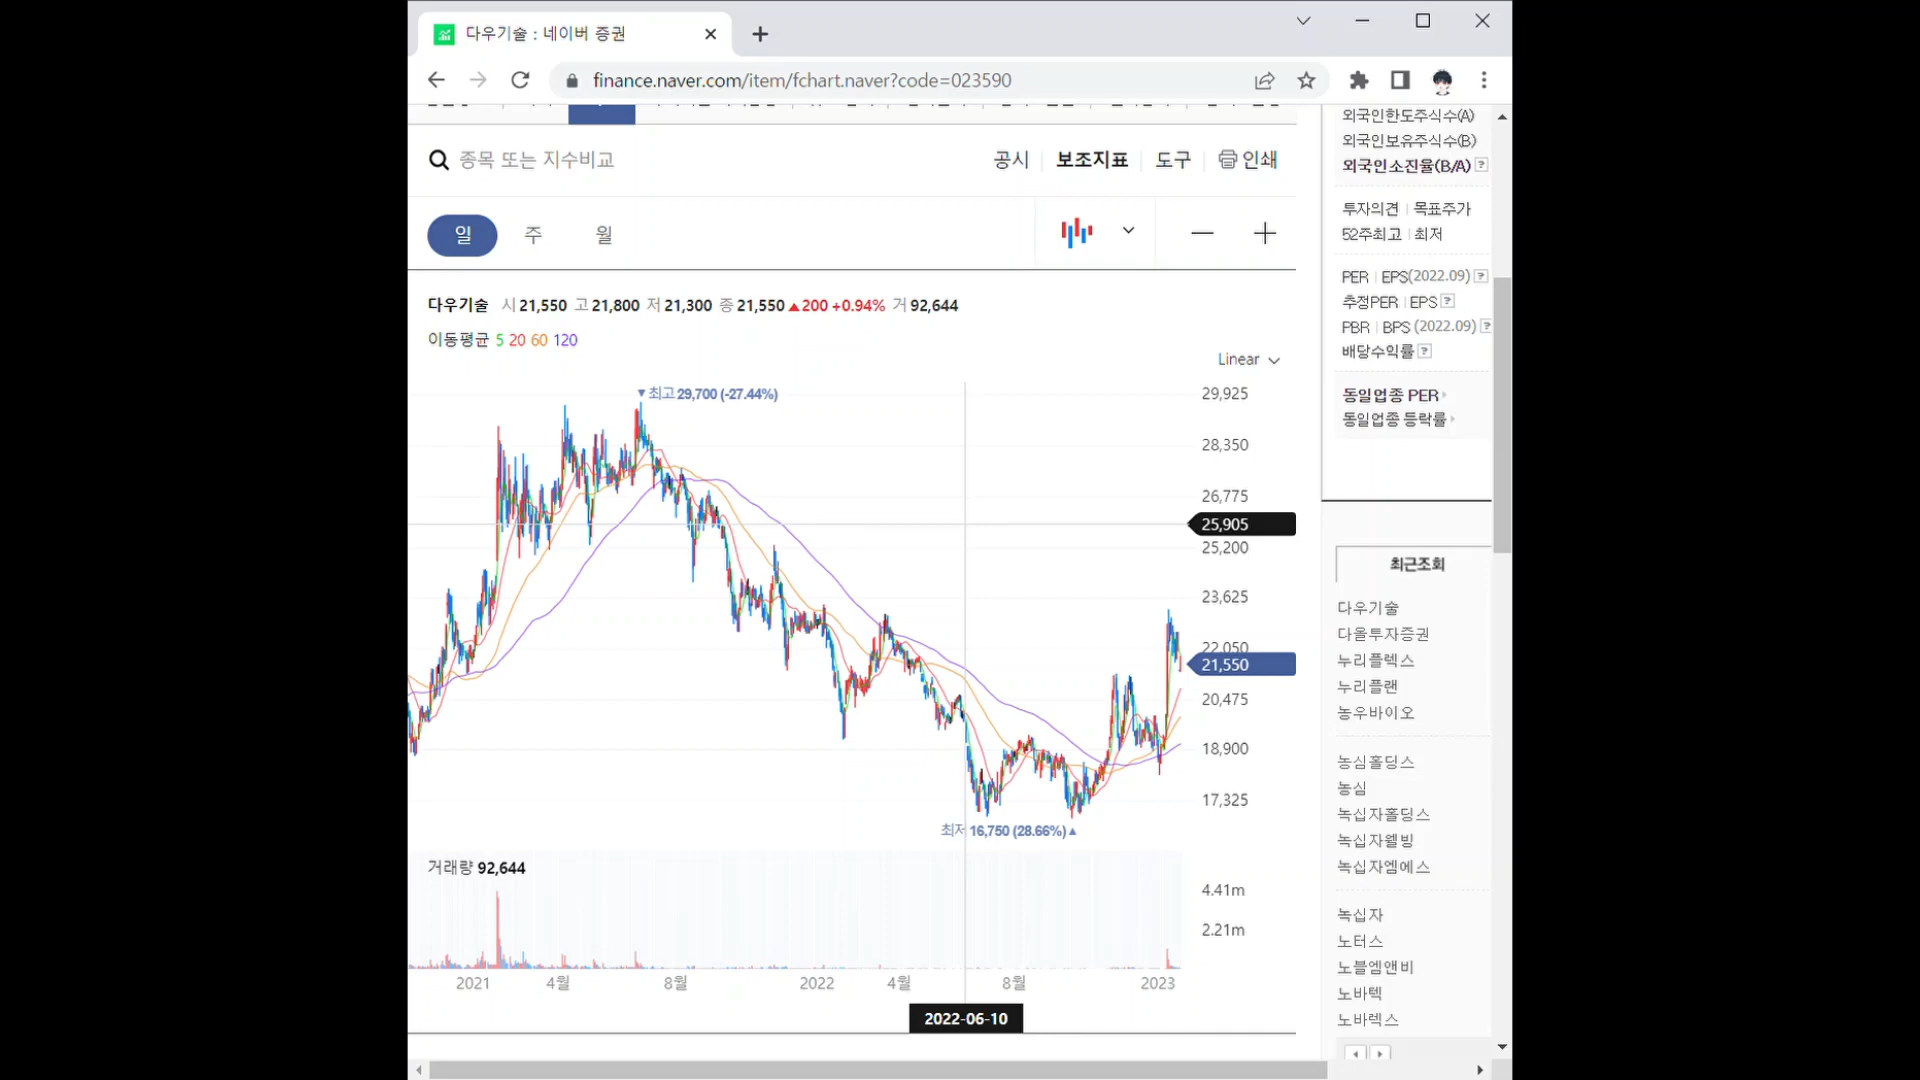 다우기술 : 네이버 증권
finance.naver.com/item/fchart.naver?code=023590
종목 또는 지수비교
공시 보조지표 도구 인쇄
일 주 월
다우기술 시 21,550 고 21,800 저 21,300 종 21,550 ▲200 +0.94% 거 92,644
이동평균 5 20 60 120
Linear
▼최고 29,700 (-27.44%)
29,925
28,350
26,775
25,905
25,200
23,625
22,050
21,550
20,475
18,900
17,325
최저 16,750 (28.66%)▲
거래량 92,644
4.41m
2.21m
2021 4월 8월 2022 4월 8월 2023
2022-06-10
외국인한도주식수(A)
외국인보유주식수(B)
외국인소진율(B/A) ?
투자의견 | 목표주가
52주최고 | 최저
PER | EPS(2022.09) ?
추정PER | EPS ?
PBR | BPS (2022.09) ?
배당수익률 ?
동일업종 PER
동일업종 등락률
최근조회
다우기술
다올투자증권
누리플렉스
누리플랜
농우바이오
농심홀딩스
농심
녹십자홀딩스
녹십자웰빙
녹십자엠에스
녹십자
노터스
노블엠앤비
노바텍
노바렉스